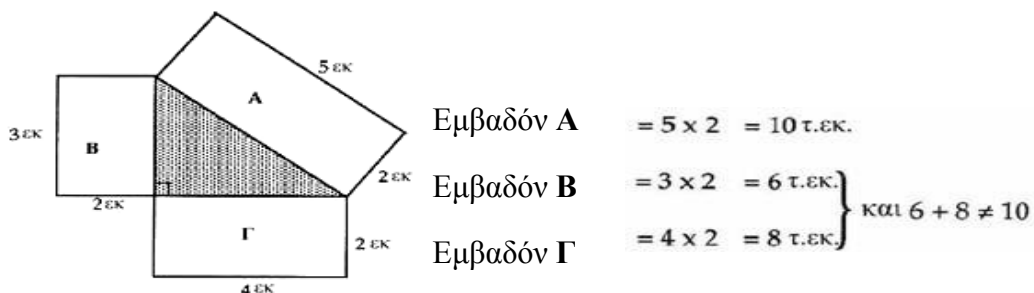 5 εκ
A
3 εκ
B
2 εκ
2 εκ
Γ
2 εκ
4 εκ
Εμβαδόν A = 5 x 2 = 10 τ.εκ.
Εμβαδόν B = 3 x 2 = 6 τ.εκ.
και 6 + 8 ≠ 10
Εμβαδόν Γ = 4 x 2 = 8 τ.εκ.